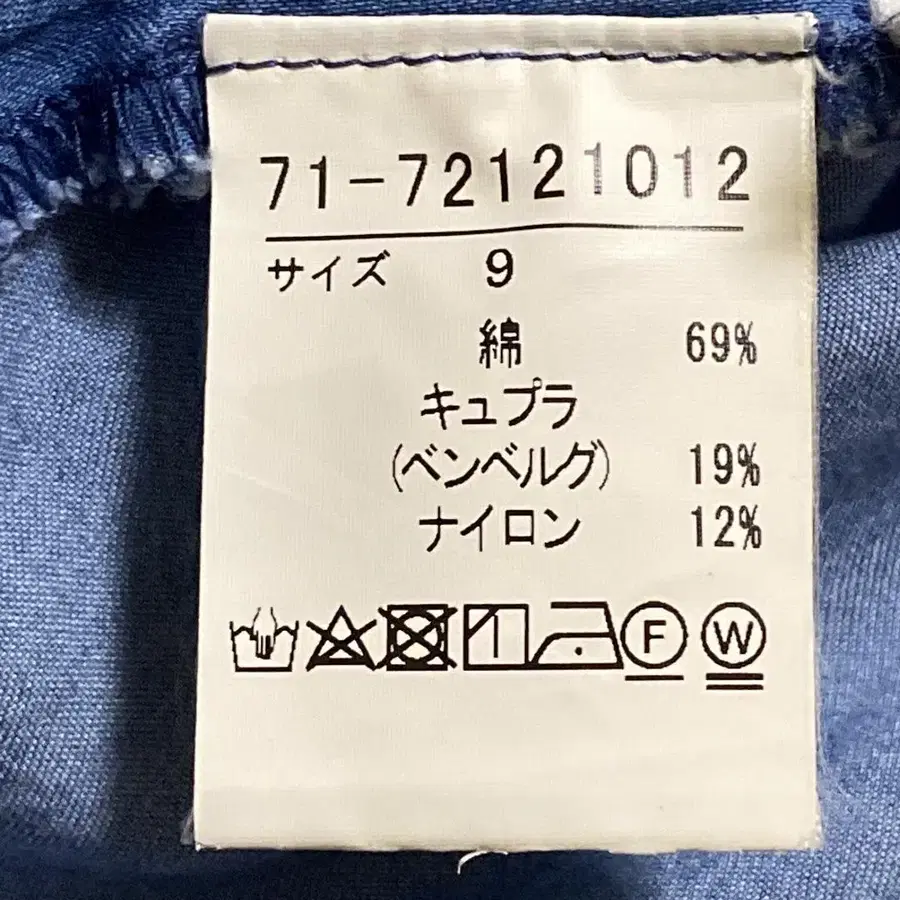 71-72121012
サイズ 9
綿 69%
キュプラ
(ベンベルグ) 19%
ナイロン 12%
F W